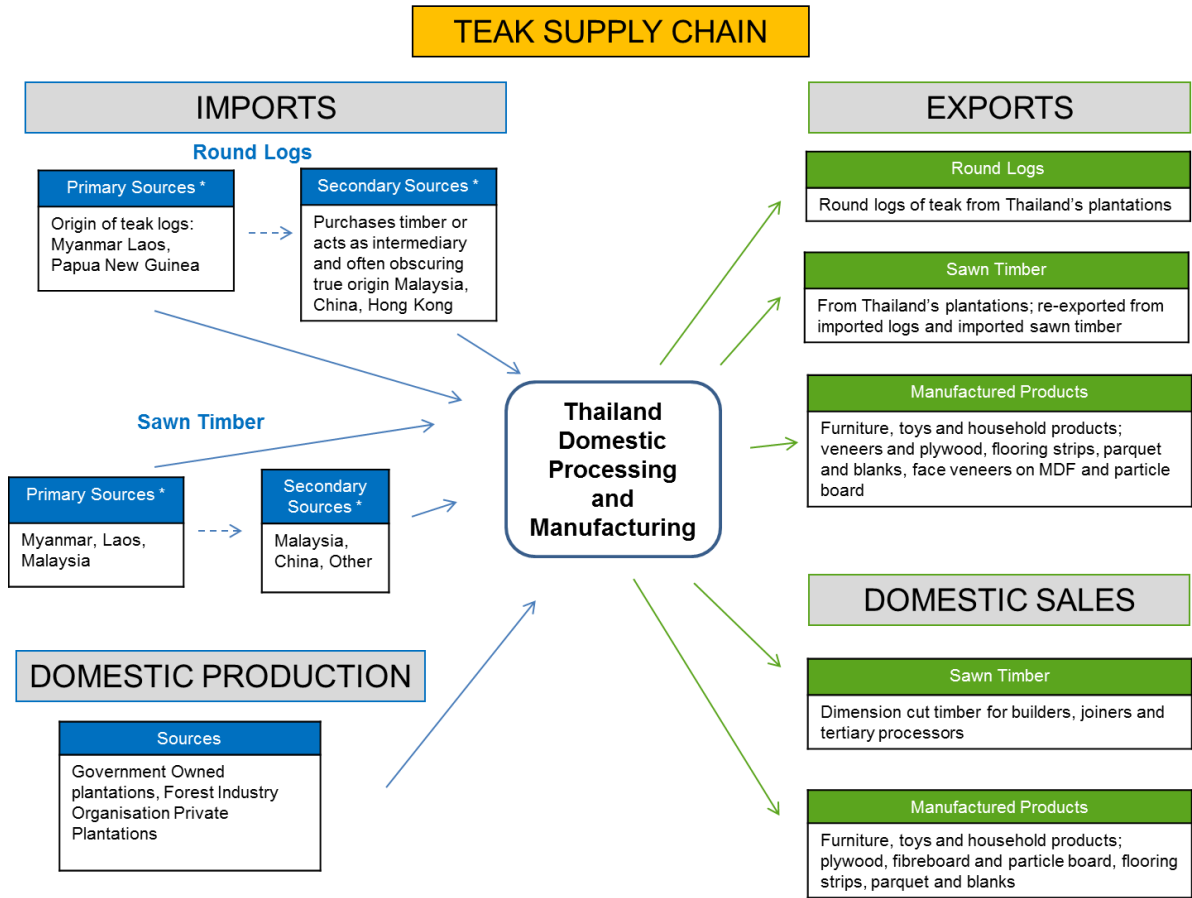 TEAK SUPPLY CHAIN
IMPORTS
Round Logs
Primary Sources *
Origin of teak logs:
Myanmar Laos,
Papua New Guinea
Secondary Sources *
Purchases timber or
acts as intermediary
and often obscuring
true origin Malaysia,
China, Hong Kong
Sawn Timber
Primary Sources *
Myanmar, Laos,
Malaysia
Secondary
Sources *
Malaysia,
China, Other
DOMESTIC PRODUCTION
Sources
Government Owned
plantations, Forest Industry
Organisation Private
Plantations
Thailand
Domestic
Processing
and
Manufacturing
EXPORTS
Round Logs
Round logs of teak from Thailand’s plantations
Sawn Timber
From Thailand’s plantations; re-exported from
imported logs and imported sawn timber
Manufactured Products
Furniture, toys and household products;
veneers and plywood, flooring strips, parquet
and blanks, face veneers on MDF and particle
board
DOMESTIC SALES
Sawn Timber
Dimension cut timber for builders, joiners and
tertiary processors
Manufactured Products
Furniture, toys and household products;
plywood, fibreboard and particle board, flooring
strips, parquet and blanks